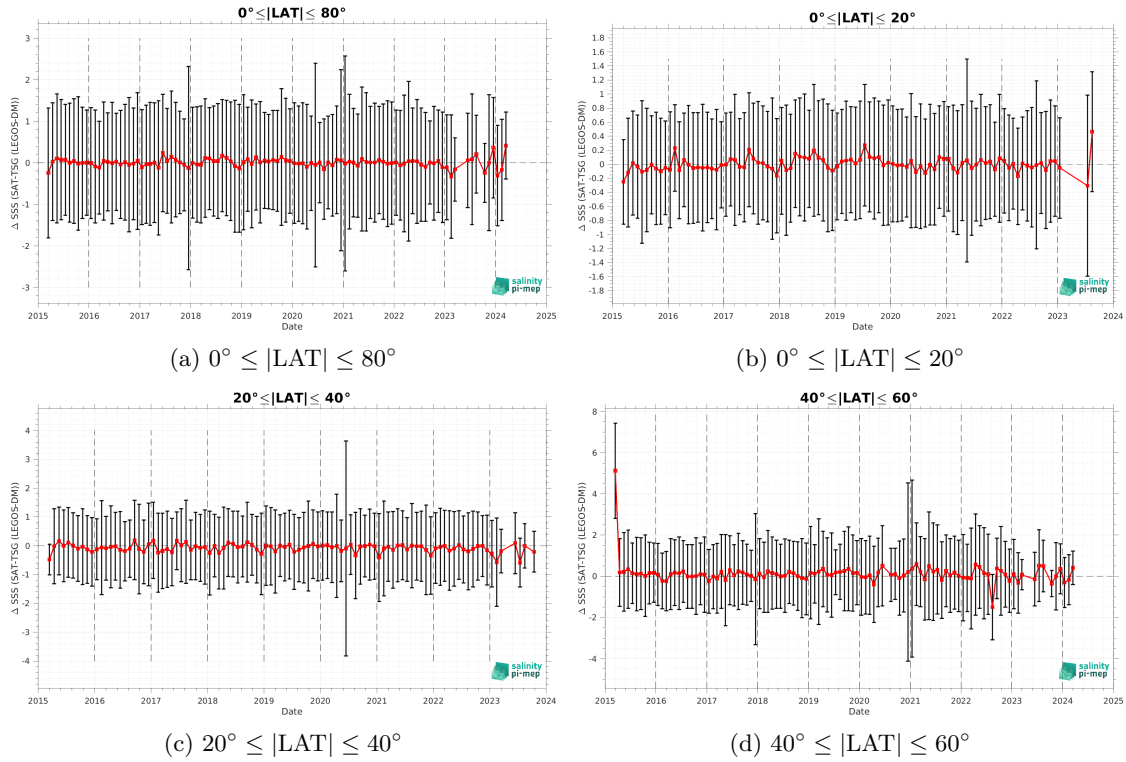 0°≤|LAT|≤ 80°
Δ SSS (SAT-TSG (LEGOS-DM))
3
2
1
0
-1
-2
-3
2015 2016 2017 2018 2019 2020 2021 2022 2023 2024 2025
Date
salinity
pi-mep
(a) 0° ≤ |LAT| ≤ 80°
0°≤|LAT|≤ 20°
Δ SSS (SAT-TSG (LEGOS-DM))
1.8
1.6
1.4
1.2
1.0
0.8
0.6
0.4
0.2
0.0
-0.2
-0.4
-0.6
-0.8
-1.0
-1.2
-1.4
-1.6
-1.8
2015 2016 2017 2018 2019 2020 2021 2022 2023 2024
Date
salinity
pi-mep
(b) 0° ≤ |LAT| ≤ 20°
20°≤|LAT|≤ 40°
Δ SSS (SAT-TSG (LEGOS-DM))
4
3
2
1
0
-1
-2
-3
-4
2015 2016 2017 2018 2019 2020 2021 2022 2023 2024
Date
salinity
pi-mep
(c) 20° ≤ |LAT| ≤ 40°
40°≤|LAT|≤ 60°
Δ SSS (SAT-TSG (LEGOS-DM))
8
6
4
2
0
-2
-4
2015 2016 2017 2018 2019 2020 2021 2022 2023 2024 2025
Date
salinity
pi-mep
(d) 40° ≤ |LAT| ≤ 60°